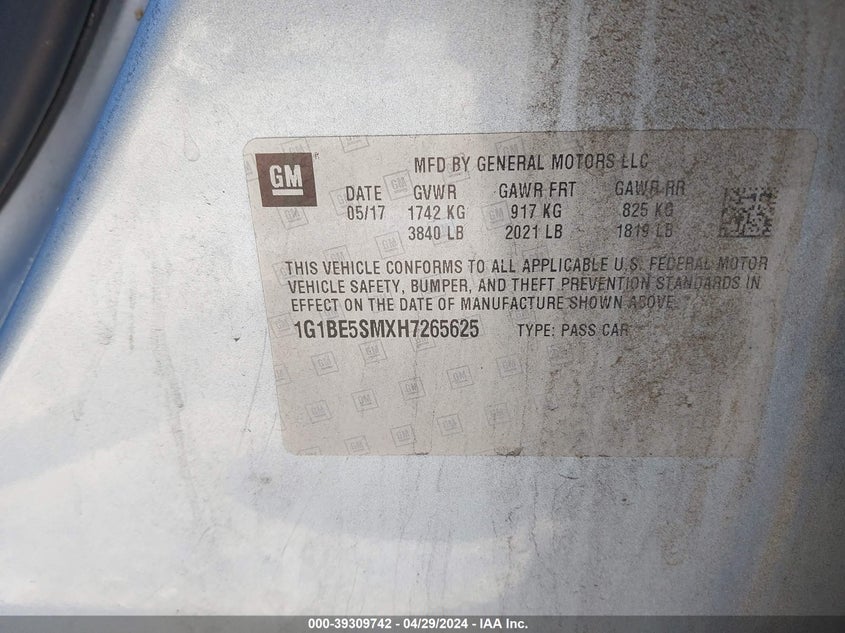 GM ®
MFD BY GENERAL MOTORS LLC
DATE GVWR GAWR FRT GAWR RR
05/17 1742 KG 917 KG 825 KG
3840 LB 2021 LB 1819 LB
THIS VEHICLE CONFORMS TO ALL APPLICABLE U.S. FEDERAL MOTOR
VEHICLE SAFETY, BUMPER, AND THEFT PREVENTION STANDARDS IN
EFFECT ON THE DATE OF MANUFACTURE SHOWN ABOVE.
1G1BE5SMXH7265625 TYPE: PASS CAR
000-39309742 - 04/29/2024 - IAA Inc.